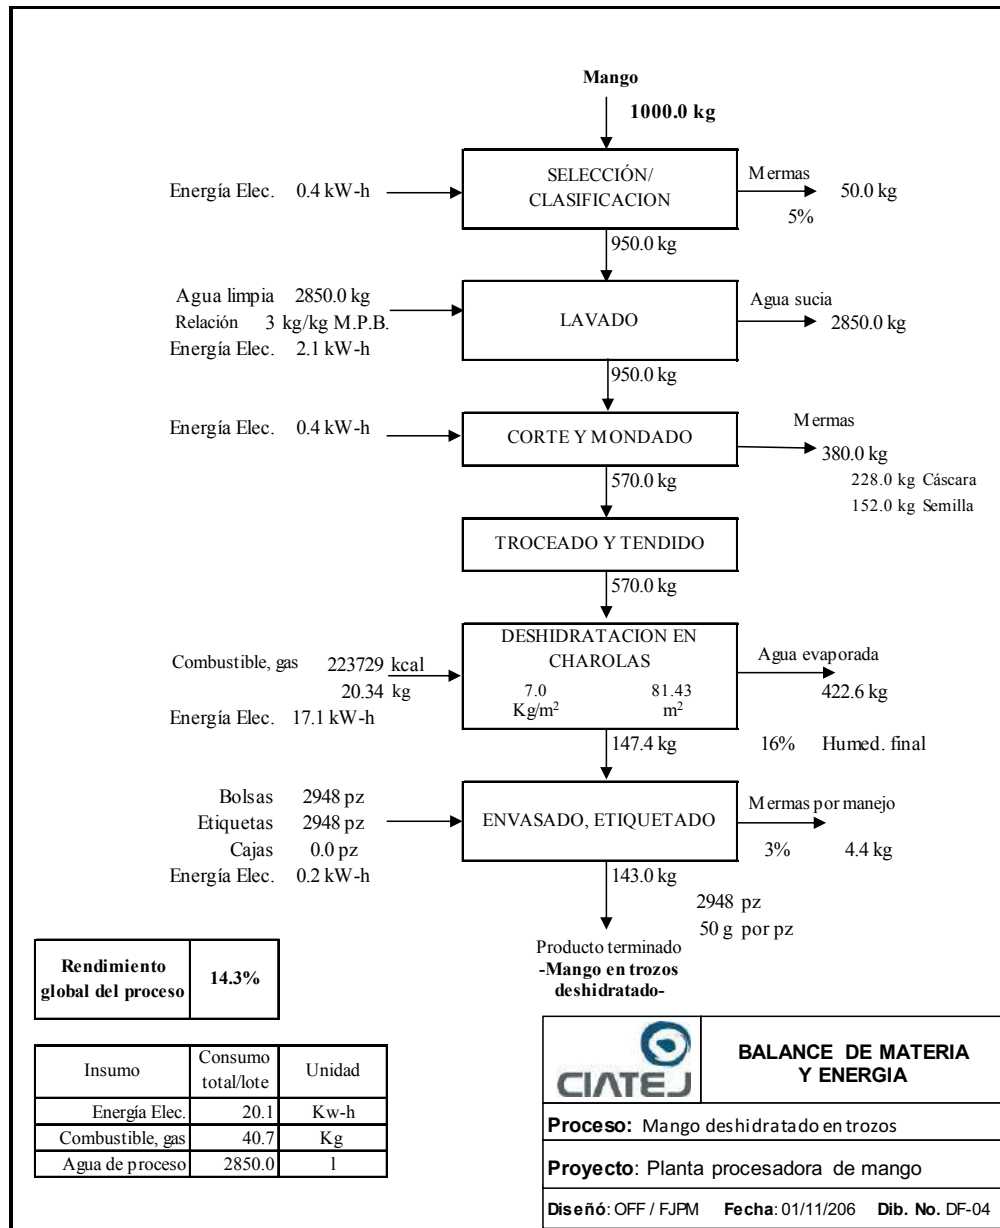 Mango
1000.0 kg
SELECCIÓN/
CLASIFICACION
Energía Elec. 0.4 kW-h
Mermas
50.0 kg
5%
950.0 kg
Agua limpia 2850.0 kg
Relación 3 kg/kg M.P.B.
Energía Elec. 2.1 kW-h
LAVADO
Agua sucia
2850.0 kg
950.0 kg
Energía Elec. 0.4 kW-h
CORTE Y MONDADO
Mermas
380.0 kg
228.0 kg Cáscara
152.0 kg Semilla
570.0 kg
TROCEADO Y TENDIDO
570.0 kg
Combustible, gas 223729 kcal
20.34 kg
Energía Elec. 17.1 kW-h
DESHIDRATACION EN
CHAROLAS
7.0 81.43
Kg/m² m²
Agua evaporada
422.6 kg
147.4 kg
16% Humed. final
Bolsas 2948 pz
Etiquetas 2948 pz
Cajas 0.0 pz
Energía Elec. 0.2 kW-h
ENVASADO, ETIQUETADO
Mermas por manejo
3% 4.4 kg
143.0 kg
2948 pz
50 g por pz
Producto terminado
-Mango en trozos
deshidratado-
Rendimiento
global del proceso
14.3%
Insumo Consumo total/lote Unidad
Energía Elec. 20.1 Kw-h
Combustible, gas 40.7 Kg
Agua de proceso 2850.0 l
CIATEJ
BALANCE DE MATERIA
Y ENERGIA
Proceso: Mango deshidratado en trozos
Proyecto: Planta procesadora de mango
Diseñó: OFF / FJPM Fecha: 01/11/206 Dib. No. DF-04